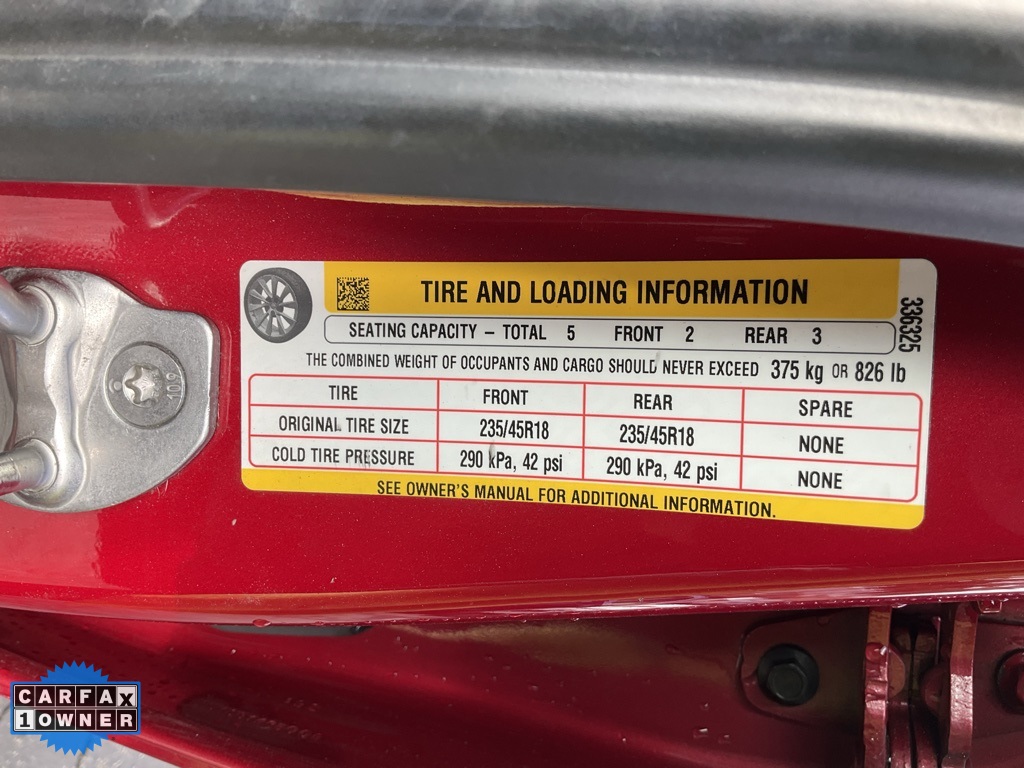 TIRE AND LOADING INFORMATION
SEATING CAPACITY – TOTAL 5 FRONT 2 REAR 3
THE COMBINED WEIGHT OF OCCUPANTS AND CARGO SHOULD NEVER EXCEED 375 kg OR 826 lb
336325
TIRE FRONT REAR SPARE
ORIGINAL TIRE SIZE 235/45R18 235/45R18 NONE
COLD TIRE PRESSURE 290 kPa, 42 psi 290 kPa, 42 psi NONE
SEE OWNER'S MANUAL FOR ADDITIONAL INFORMATION.
CARFAX
1 OWNER